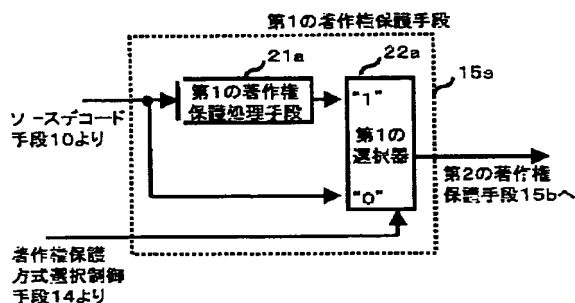 第1の著作権保護手段
21a
22a
15a
第1の著作権
保護処理手段
"1"
第1の
選択器
"0"
ソースデコード
手段10より
第2の著作権
保護手段15bへ
著作権保護
方式選択制御
手段14より